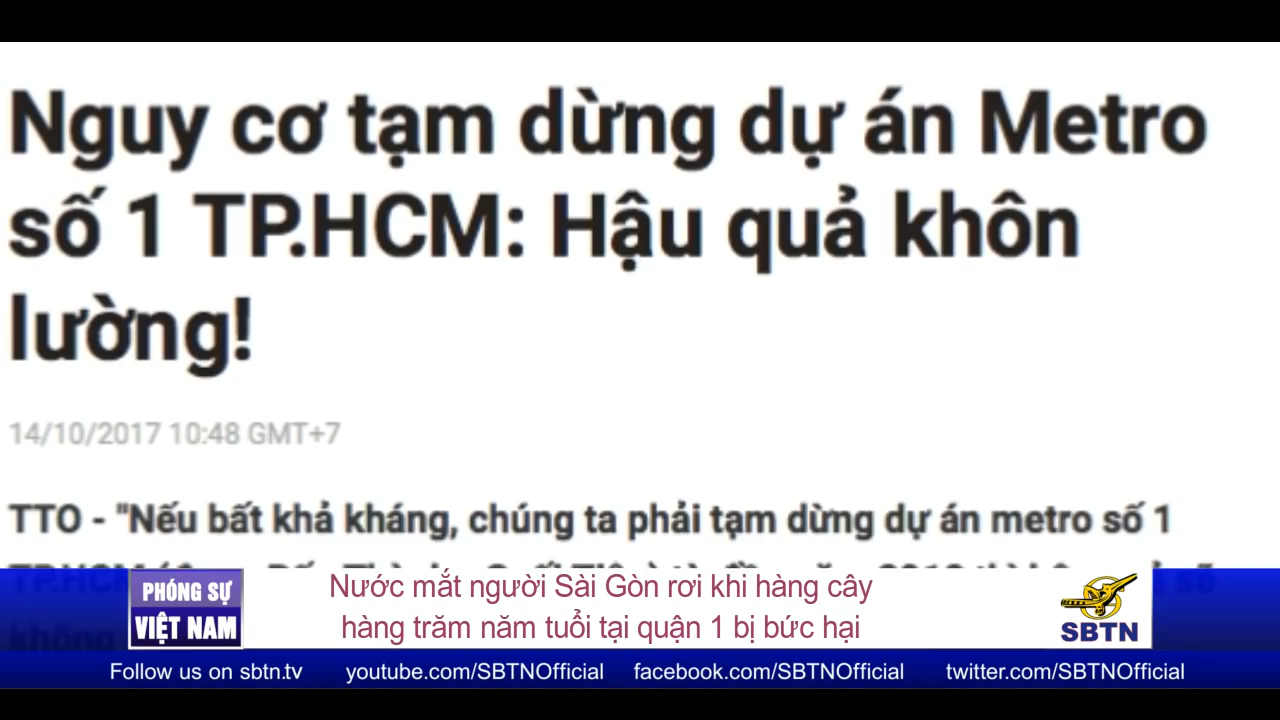 Nguy cơ tạm dừng dự án Metro
số 1 TP.HCM: Hậu quả khôn
lường!
14/10/2017 10:48 GMT+7
TTO - "Nếu bất khả kháng, chúng ta phải tạm dừng dự án metro số 1
TP.HCM
không
PHÓNG SỰ
VIỆT NAM
Nước mắt người Sài Gòn rơi khi hàng cây
hàng trăm năm tuổi tại quận 1 bị bức hại
SBTN
Follow us on sbtn.tv youtube.com/SBTNOfficial facebook.com/SBTNOfficial twitter.com/SBTNOfficial